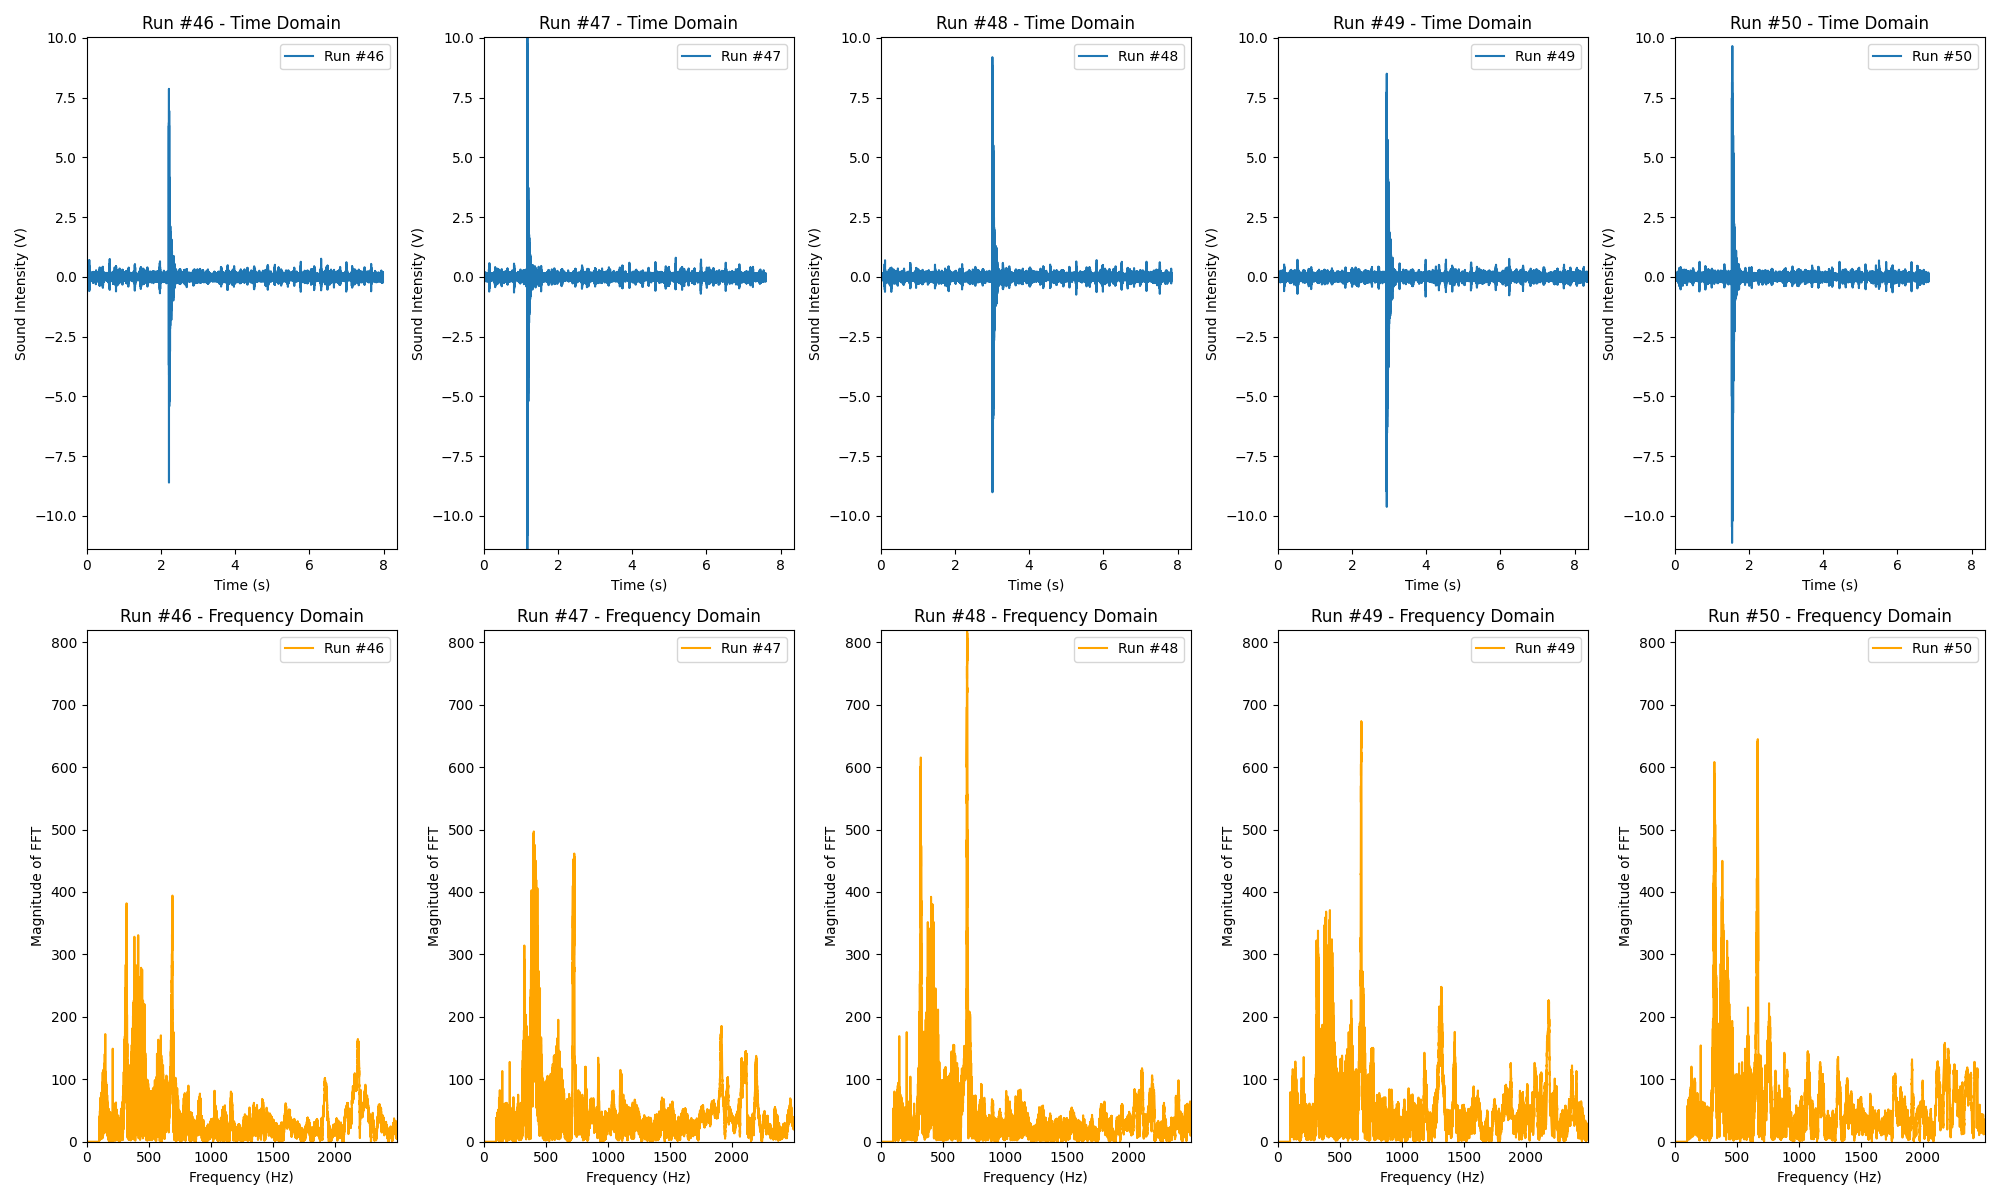 Run #46 - Time Domain
Run #46
10.0
7.5
5.0
2.5
0.0
−2.5
−5.0
−7.5
−10.0
Sound Intensity (V)
0 2 4 6 8
Time (s)
Run #47 - Time Domain
Run #47
10.0
7.5
5.0
2.5
0.0
−2.5
−5.0
−7.5
−10.0
Sound Intensity (V)
0 2 4 6 8
Time (s)
Run #48 - Time Domain
Run #48
10.0
7.5
5.0
2.5
0.0
−2.5
−5.0
−7.5
−10.0
Sound Intensity (V)
0 2 4 6 8
Time (s)
Run #49 - Time Domain
Run #49
10.0
7.5
5.0
2.5
0.0
−2.5
−5.0
−7.5
−10.0
Sound Intensity (V)
0 2 4 6 8
Time (s)
Run #50 - Time Domain
Run #50
10.0
7.5
5.0
2.5
0.0
−2.5
−5.0
−7.5
−10.0
Sound Intensity (V)
0 2 4 6 8
Time (s)
Run #46 - Frequency Domain
Run #46
800
700
600
500
400
300
200
100
0
Magnitude of FFT
0 500 1000 1500 2000
Frequency (Hz)
Run #47 - Frequency Domain
Run #47
800
700
600
500
400
300
200
100
0
Magnitude of FFT
0 500 1000 1500 2000
Frequency (Hz)
Run #48 - Frequency Domain
Run #48
800
700
600
500
400
300
200
100
0
Magnitude of FFT
0 500 1000 1500 2000
Frequency (Hz)
Run #49 - Frequency Domain
Run #49
800
700
600
500
400
300
200
100
0
Magnitude of FFT
0 500 1000 1500 2000
Frequency (Hz)
Run #50 - Frequency Domain
Run #50
800
700
600
500
400
300
200
100
0
Magnitude of FFT
0 500 1000 1500 2000
Frequency (Hz)